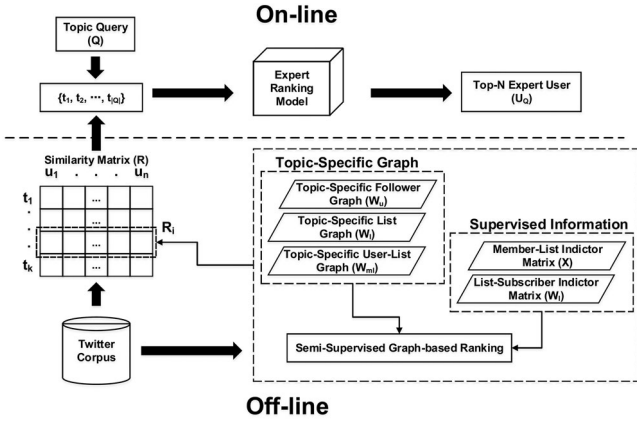 On-line
Topic Query
(Q)
{t1, t2, ..., t|Q|}
Expert
Ranking
Model
Top-N Expert User
(UQ)
Similarity Matrix (R)
u1 . . . un
t1
.
.
.
tk
...
...
...
...
Ri
Twitter
Corpus
Topic-Specific Graph
Topic-Specific Follower
Graph (Wu)
Topic-Specific List
Graph (Wl)
Topic-Specific User-List
Graph (Wml)
Supervised Information
Member-List Indictor
Matrix (X)
List-Subscriber Indictor
Matrix (Wl)
Semi-Supervised Graph-based Ranking
Off-line